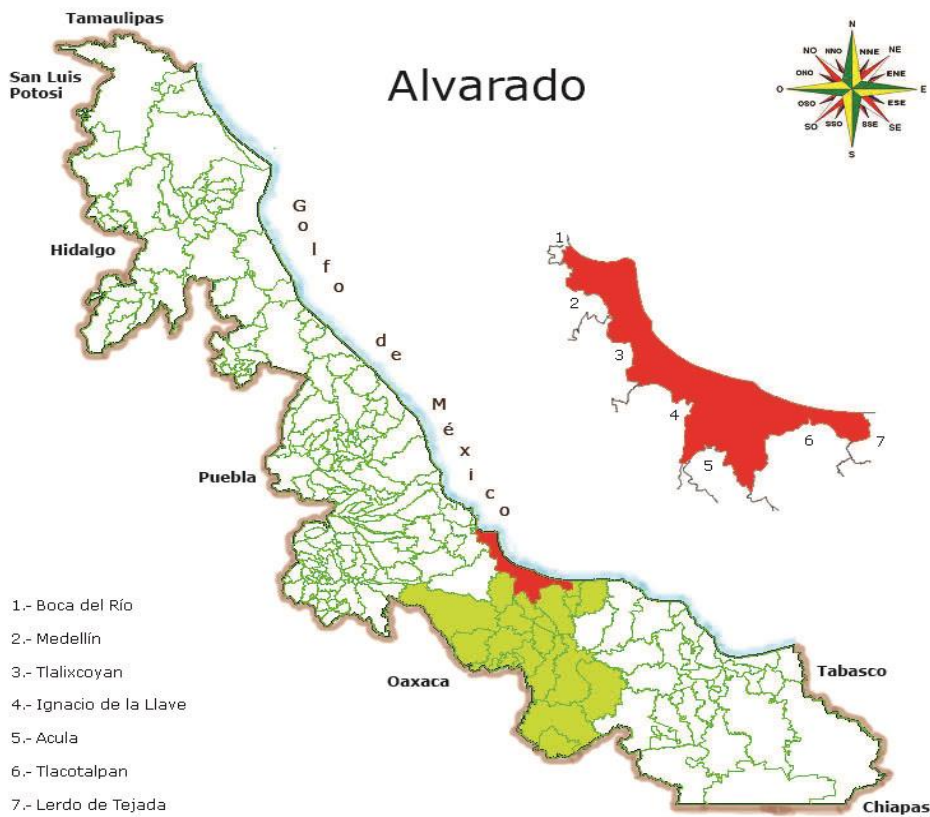 Tamaulipas
San Luis
Potosi
Alvarado
N
NNO
NNE
NO
NE
ONO
ENE
O
E
OSO
ESE
SO
SSO
SSE
SE
S
Golfo de México
Hidalgo
Puebla
Oaxaca
Tabasco
Chiapas
1
2
3
4
5
6
7
1.- Boca del Río
2.- Medellín
3.- Tlalixcoyan
4.- Ignacio de la Llave
5.- Acula
6.- Tlacotalpan
7.- Lerdo de Tejada